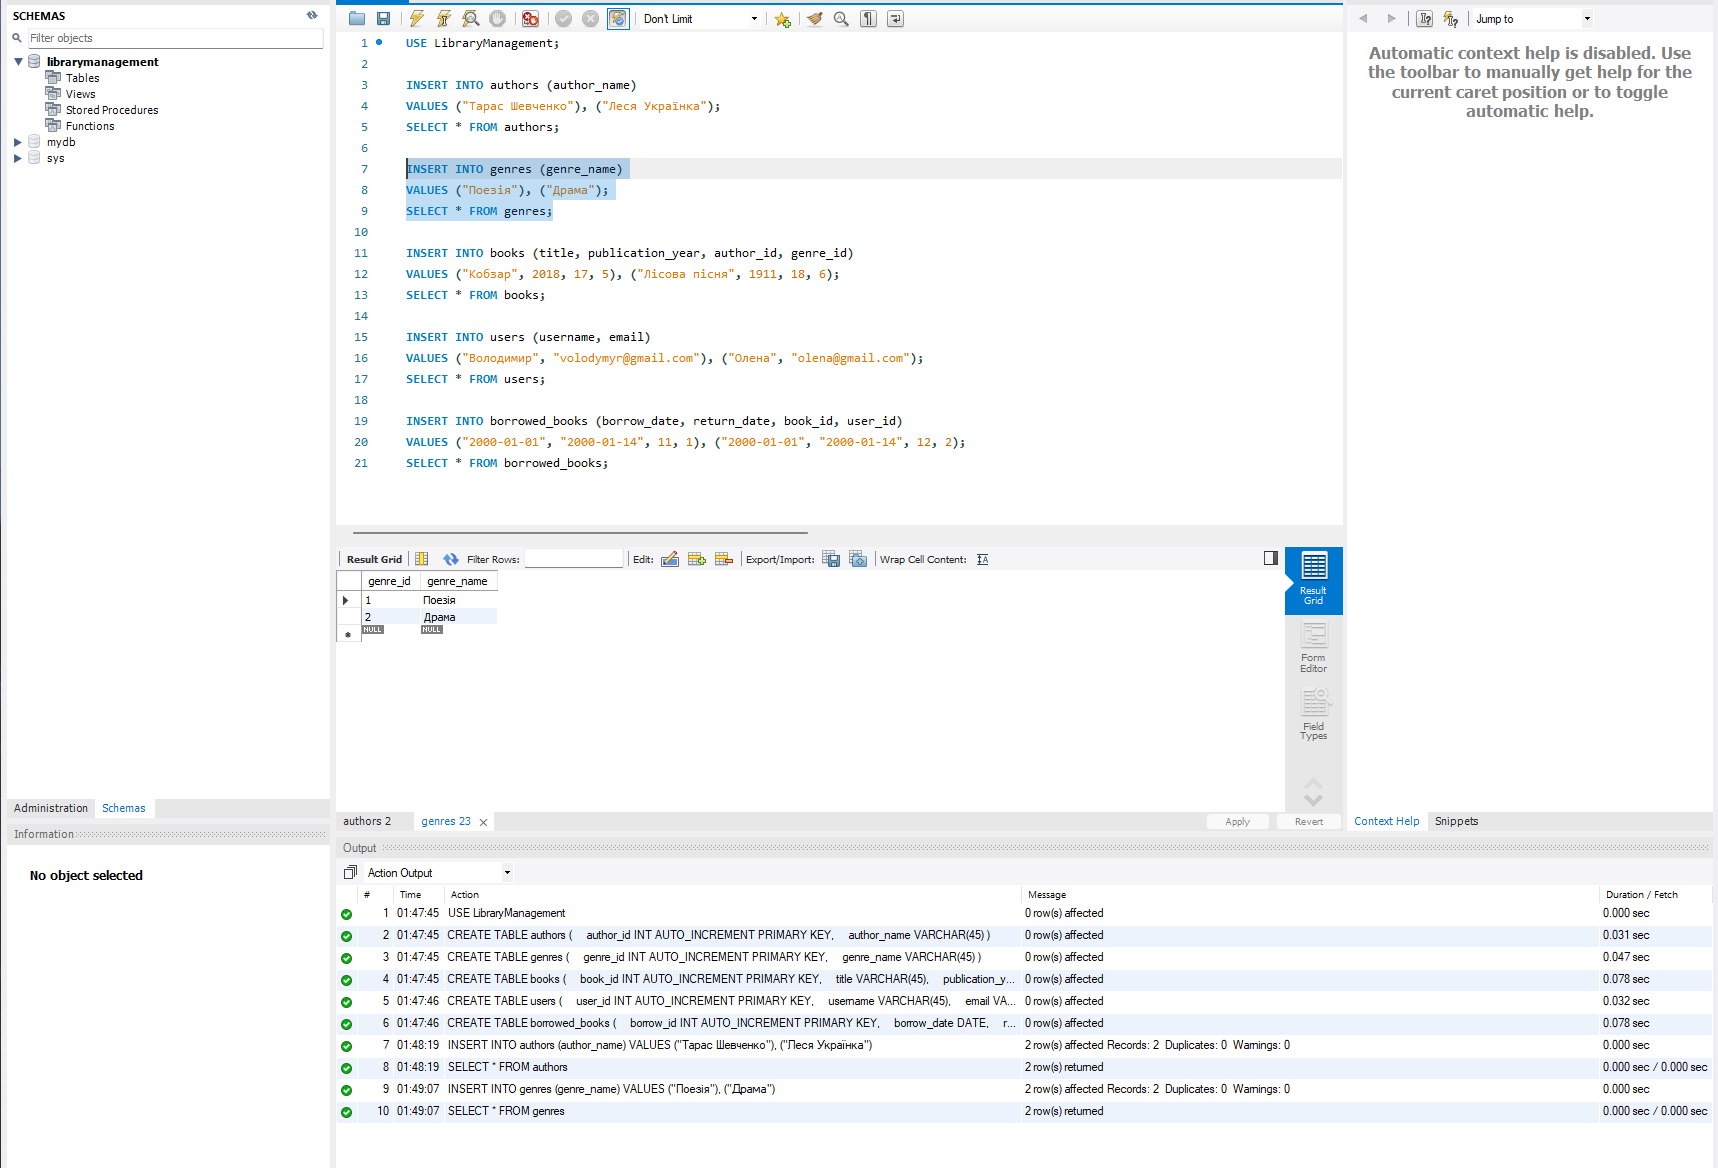 SCHEMAS
Filter objects
librarymanagement
Tables
Views
Stored Procedures
Functions
mydb
sys
Administration Schemas
Information
No object selected
Don't Limit
1 USE LibraryManagement;
2
3 INSERT INTO authors (author_name)
4 VALUES ("Тарас Шевченко"), ("Леся Українка");
5 SELECT * FROM authors;
6
7 INSERT INTO genres (genre_name)
8 VALUES ("Поезія"), ("Драма");
9 SELECT * FROM genres;
10
11 INSERT INTO books (title, publication_year, author_id, genre_id)
12 VALUES ("Кобзар", 2018, 17, 5), ("Лісова пісня", 1911, 18, 6);
13 SELECT * FROM books;
14
15 INSERT INTO users (username, email)
16 VALUES ("Володимир", "volodymyr@gmail.com"), ("Олена", "olena@gmail.com");
17 SELECT * FROM users;
18
19 INSERT INTO borrowed_books (borrow_date, return_date, book_id, user_id)
20 VALUES ("2000-01-01", "2000-01-14", 11, 1), ("2000-01-01", "2000-01-14", 12, 2);
21 SELECT * FROM borrowed_books;
Result Grid Filter Rows: Edit: Export/Import: Wrap Cell Content:
genre_id genre_name
1 Поезія
2 Драма
NULL NULL
Result
Grid
Form
Editor
Field
Types
authors 2 genres 23 Apply Revert
Jump to
Automatic context help is disabled. Use
the toolbar to manually get help for the
current caret position or to toggle
automatic help.
Context Help Snippets
Output
Action Output
# Time Action Message Duration / Fetch
1 01:47:45 USE LibraryManagement 0 row(s) affected 0.000 sec
2 01:47:45 CREATE TABLE authors ( author_id INT AUTO_INCREMENT PRIMARY KEY, author_name VARCHAR(45) ) 0 row(s) affected 0.031 sec
3 01:47:45 CREATE TABLE genres ( genre_id INT AUTO_INCREMENT PRIMARY KEY, genre_name VARCHAR(45) ) 0 row(s) affected 0.047 sec
4 01:47:45 CREATE TABLE books ( book_id INT AUTO_INCREMENT PRIMARY KEY, title VARCHAR(45), publication_y... 0 row(s) affected 0.078 sec
5 01:47:46 CREATE TABLE users ( user_id INT AUTO_INCREMENT PRIMARY KEY, username VARCHAR(45), email VA... 0 row(s) affected 0.032 sec
6 01:47:46 CREATE TABLE borrowed_books ( borrow_id INT AUTO_INCREMENT PRIMARY KEY, borrow_date DATE, r... 0 row(s) affected 0.078 sec
7 01:48:19 INSERT INTO authors (author_name) VALUES ("Тарас Шевченко"), ("Леся Українка") 2 row(s) affected Records: 2 Duplicates: 0 Warnings: 0 0.000 sec
8 01:48:19 SELECT * FROM authors 2 row(s) returned 0.000 sec / 0.000 sec
9 01:49:07 INSERT INTO genres (genre_name) VALUES ("Поезія"), ("Драма") 2 row(s) affected Records: 2 Duplicates: 0 Warnings: 0 0.000 sec
10 01:49:07 SELECT * FROM genres 2 row(s) returned 0.000 sec / 0.000 sec